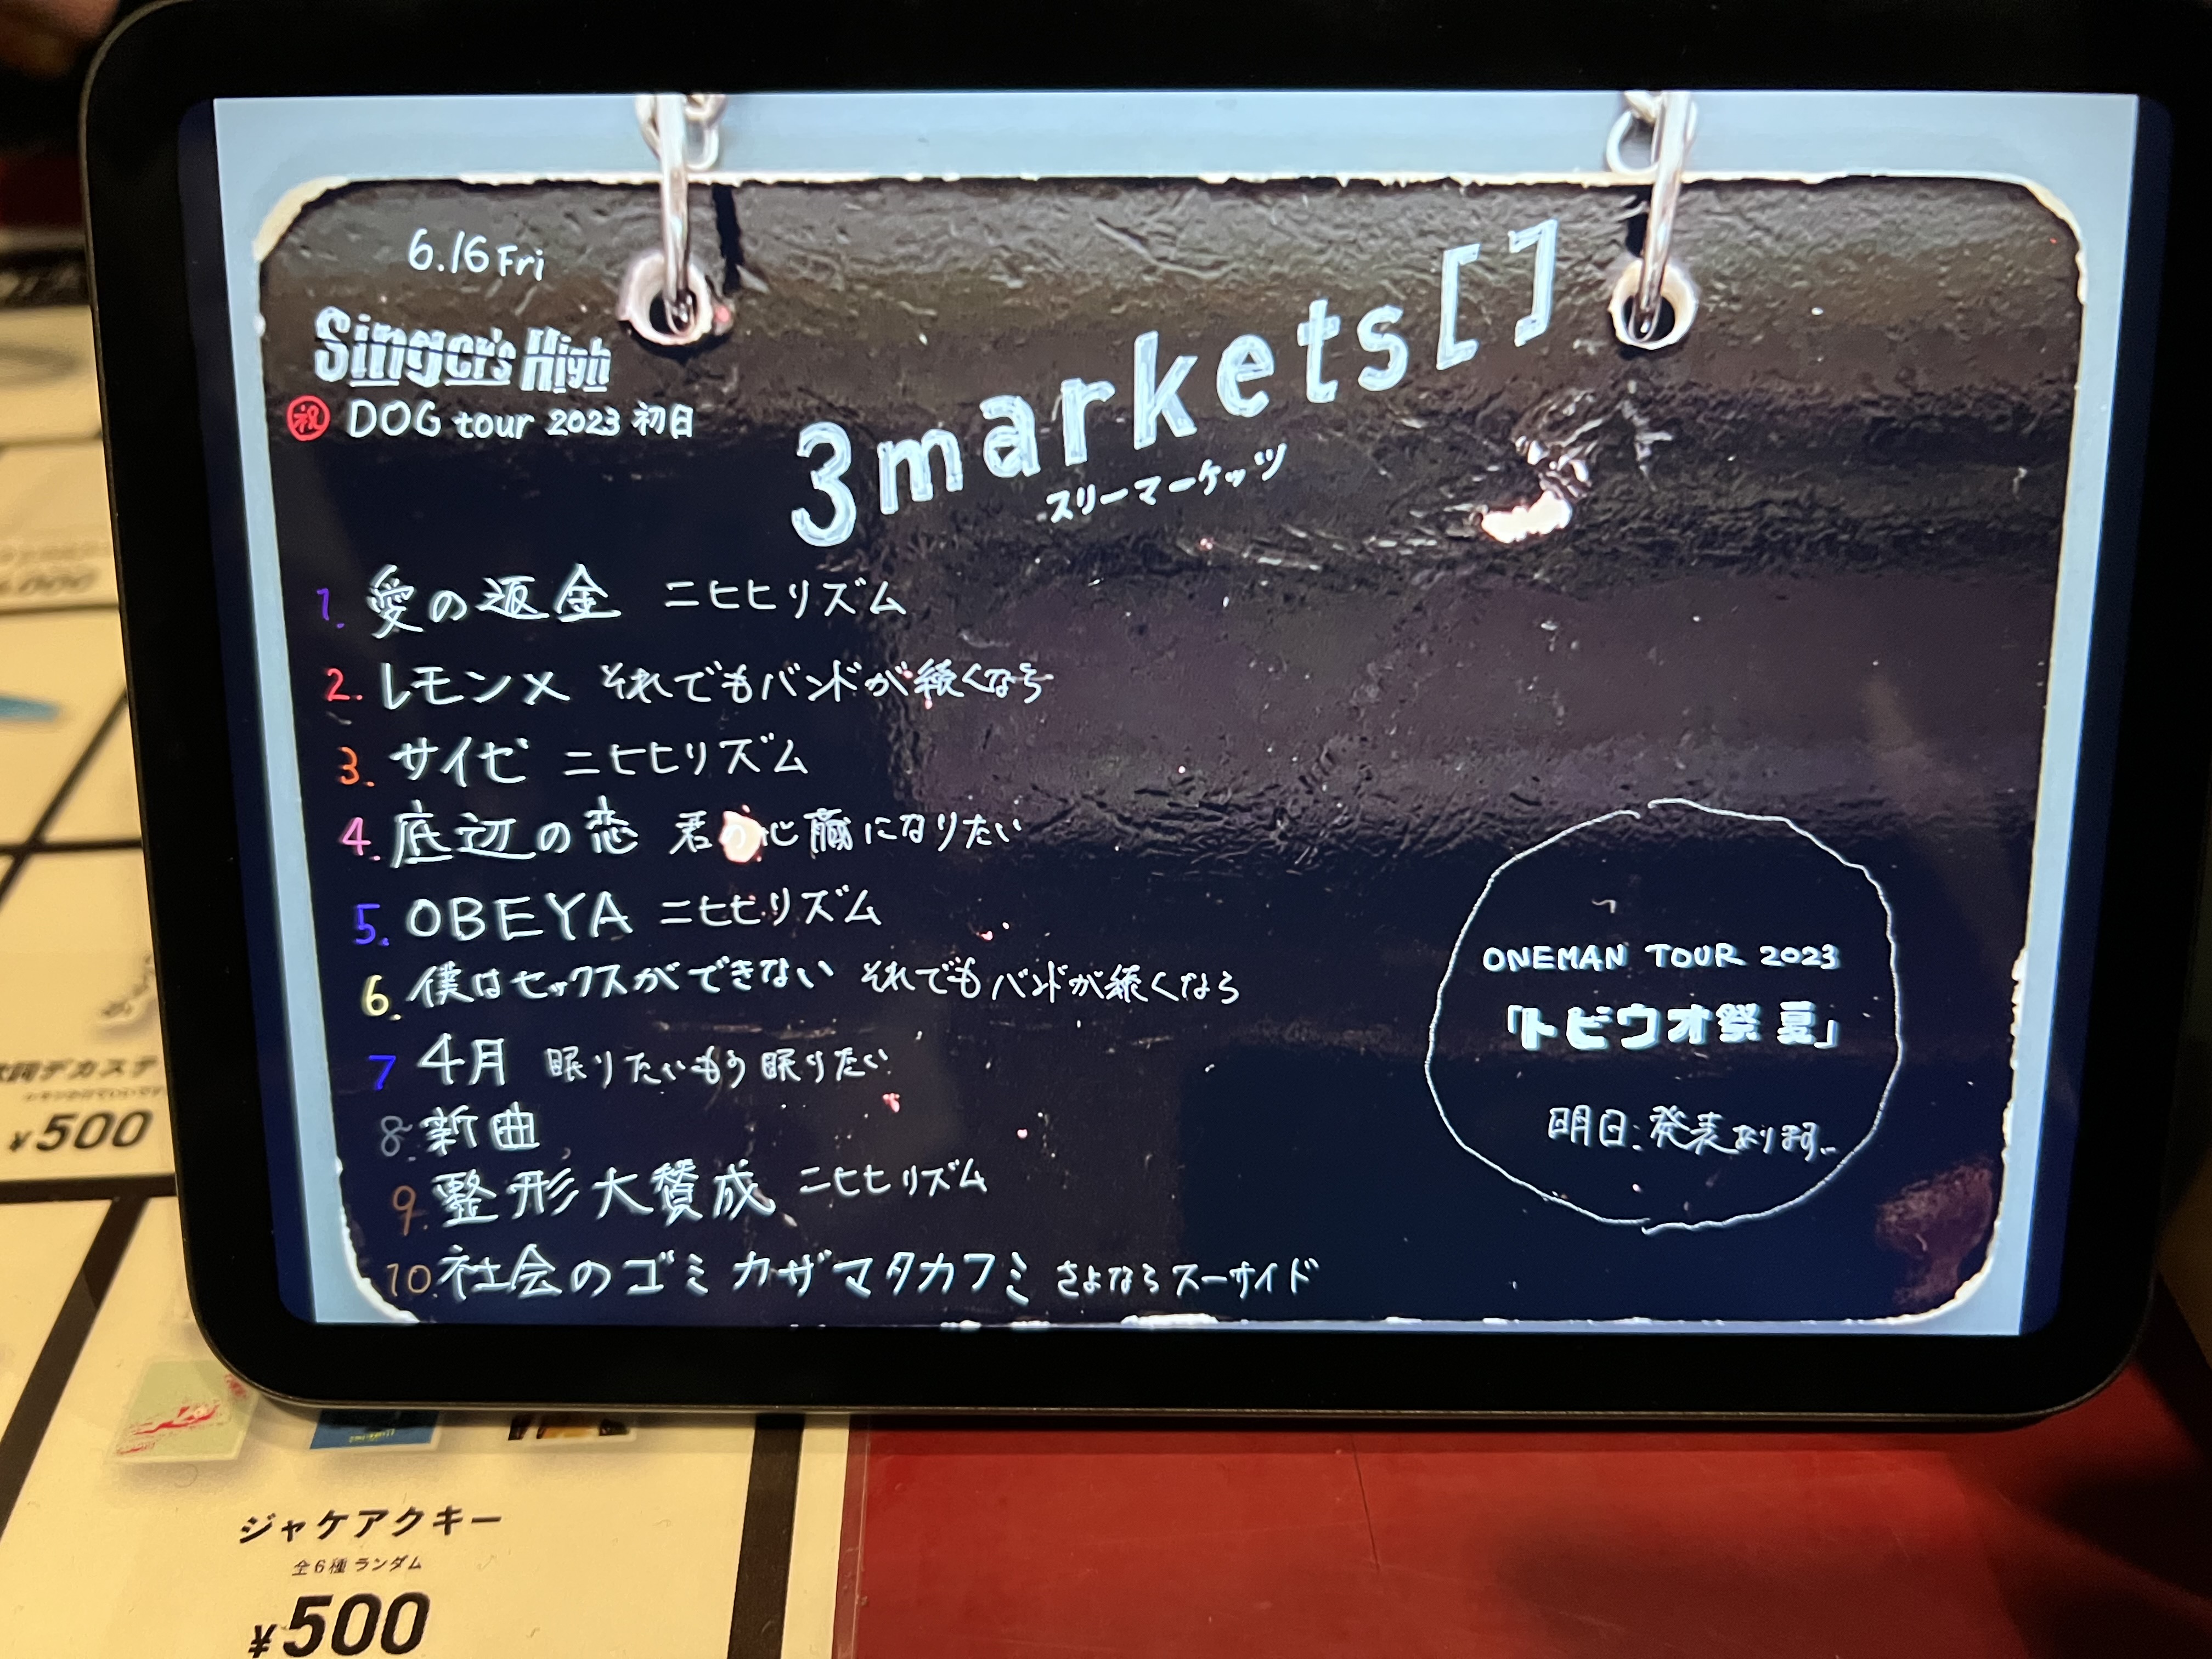 6.16 Fri
Singer's High
祝 DOG tour 2023 初日
3markets[]
スリーマーケッツ
1. 愛の返金 ニヒヒリズム
2. レモン× それでもバンドが続くなら
3. サイゼ ニヒヒリズム
4. 底辺の恋 君の心臓になりたい
5. OBEYA ニヒヒリズム
6. 僕はセックスができない それでもバンドが続くなら
7 4月 眠りたいもう眠りたい
8. 新曲
9. 整形大賛成 ニヒヒリズム
10. 社会のゴミカザマタカフミ さよならスーサイド
ONEMAN TOUR 2023
「トビウオ祭 夏」
明日、発表あります。
デカステ
¥500
ジャケアクキー
全6種 ランダム
¥500